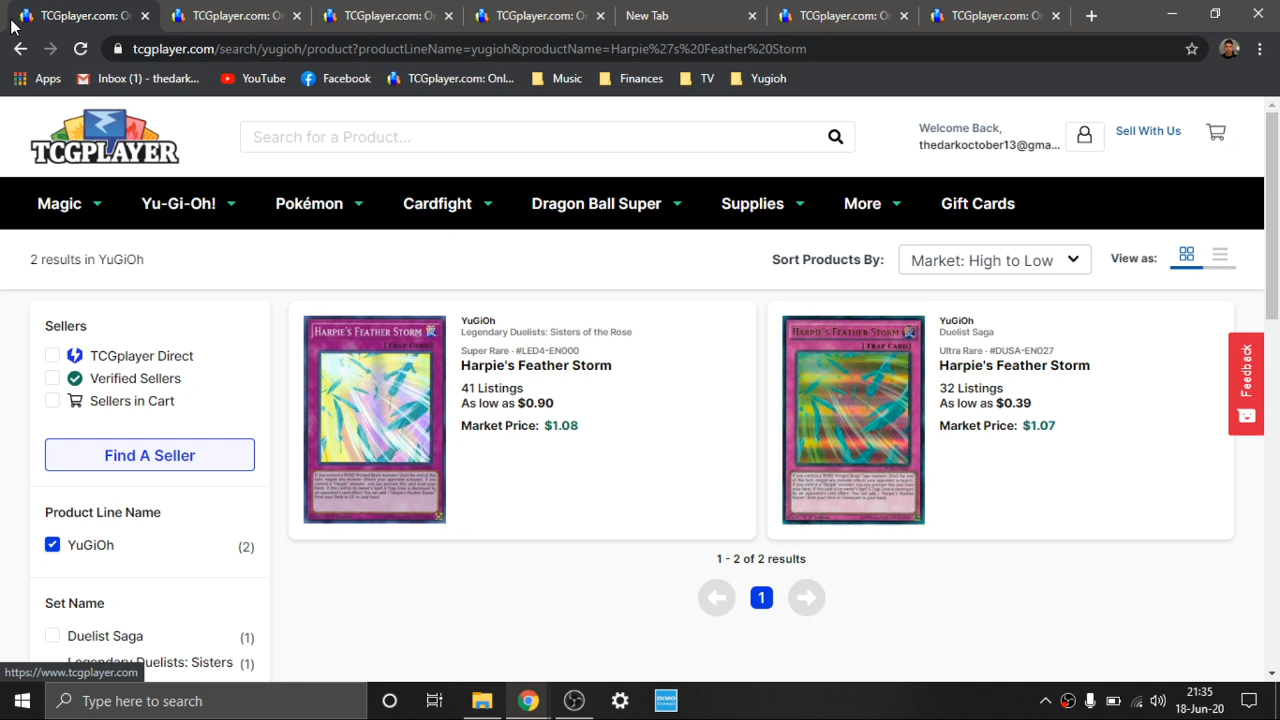 TCGplayer.com: O
TCGplayer.com: O
TCGplayer.com: O
TCGplayer.com: O
New Tab
TCGplayer.com: O
TCGplayer.com: O
tcgplayer.com/search/yugioh/product?productLineName=yugioh&productName=Harpie%27s%20Feather%20Storm
Apps
Inbox (1) - thedark...
YouTube
Facebook
TCGplayer.com: Onl...
Music
Finances
TV
Yugioh
TCGPLAYER
Search for a Product...
Welcome Back,
thedarkoctober13@gma...
Sell With Us
Magic
Yu-Gi-Oh!
Pokémon
Cardfight
Dragon Ball Super
Supplies
More
Gift Cards
2 results in YuGiOh
Sort Products By:
Market: High to Low
View as:
Sellers
TCGplayer Direct
Verified Sellers
Sellers in Cart
Find A Seller
Product Line Name
YuGiOh (2)
Set Name
Duelist Saga (1)
Legendary Duelists: Sisters (1)
HARPIE'S FEATHER STORM
[TRAP CARD]
YuGiOh
Legendary Duelists: Sisters of the Rose
Super Rare · #LED4-EN000
Harpie's Feather Storm
41 Listings
As low as $0.90
Market Price: $1.08
HARPIE'S FEATHER STORM
[TRAP CARD]
YuGiOh
Duelist Saga
Ultra Rare · #DUSA-EN027
Harpie's Feather Storm
32 Listings
As low as $0.39
Market Price: $1.07
Feedback
1 - 2 of 2 results
1
https://www.tcgplayer.com
Type here to search
DYMO
21:35
18-Jun-20